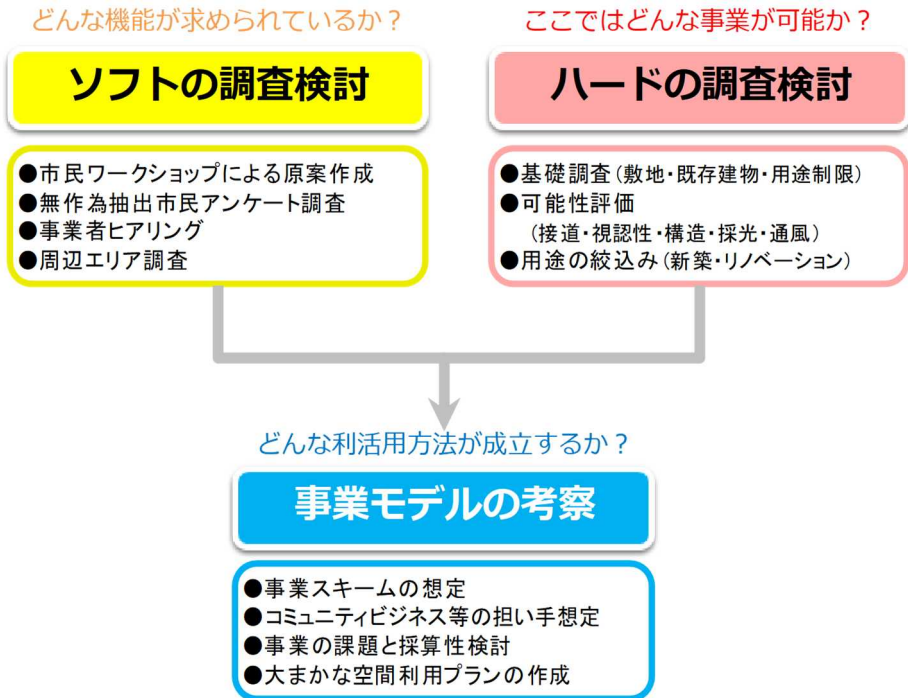 どんな機能が求められているか？
ソフトの調査検討
●市民ワークショップによる原案作成
●無作為抽出市民アンケート調査
●事業者ヒアリング
●周辺エリア調査
ここではどんな事業が可能か？
ハードの調査検討
●基礎調査(敷地・既存建物・用途制限)
●可能性評価
(接道・視認性・構造・採光・通風)
●用途の絞込み(新築・リノベーション)
どんな利活用方法が成立するか？
事業モデルの考察
●事業スキームの想定
●コミュニティビジネス等の担い手想定
●事業の課題と採算性検討
●大まかな空間利用プランの作成